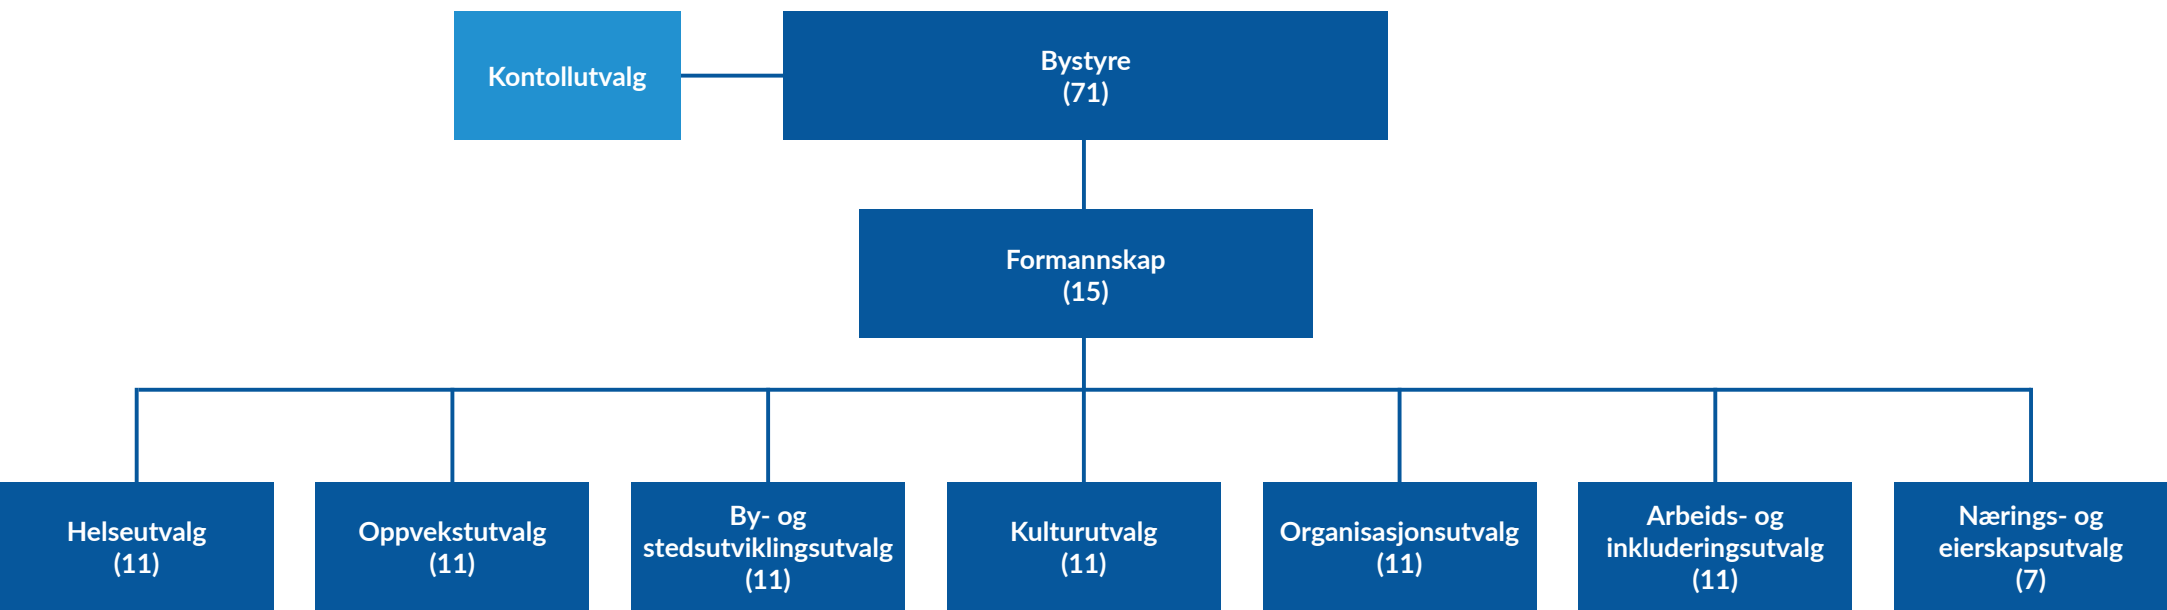 Kontollutvalg
Bystyre
(71)
Formannskap
(15)
Helseutvalg
(11)
Oppvekstutvalg
(11)
By- og
stedsutviklingsutvalg
(11)
Kulturutvalg
(11)
Organisasjonsutvalg
(11)
Arbeids- og
inkluderingsutvalg
(11)
Nærings- og
eierskapsutvalg
(7)